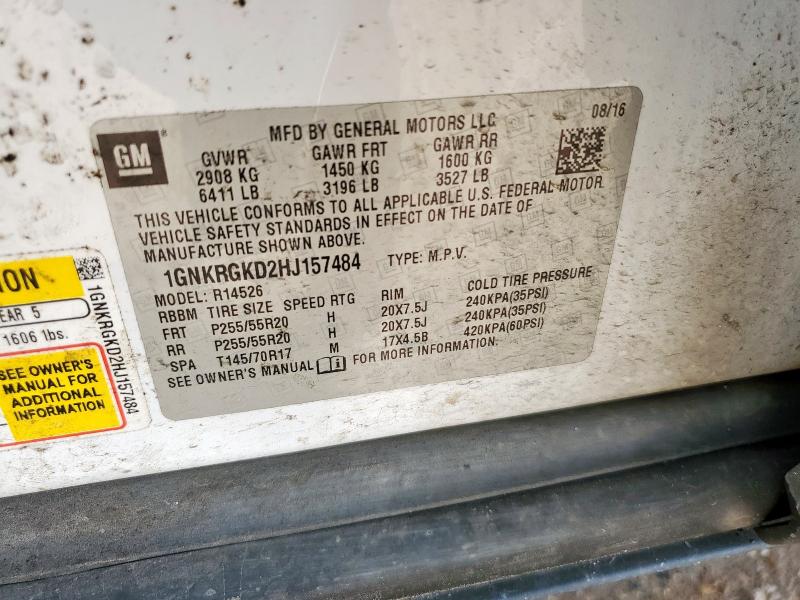 GM
MFD BY GENERAL MOTORS LLC
08/16
GVWR GAWR FRT GAWR RR
2908 KG 1450 KG 1600 KG
6411 LB 3196 LB 3527 LB
THIS VEHICLE CONFORMS TO ALL APPLICABLE U.S. FEDERAL MOTOR
VEHICLE SAFETY STANDARDS IN EFFECT ON THE DATE OF
MANUFACTURE SHOWN ABOVE.
1GNKRGKD2HJ157484 TYPE: M.P.V.
MODEL: R14526
RBBM TIRE SIZE SPEED RTG RIM COLD TIRE PRESSURE
FRT P255/55R20 H 20X7.5J 240KPA(35PSI)
RR P255/55R20 H 20X7.5J 240KPA(35PSI)
SPA T145/70R17 M 17X4.5B 420KPA(60PSI)
SEE OWNER'S MANUAL FOR MORE INFORMATION.
ION
EAR 5
1606 lbs.
SEE OWNER'S
MANUAL FOR
ADDITIONAL
INFORMATION
1GNKRGKD2HJ157484